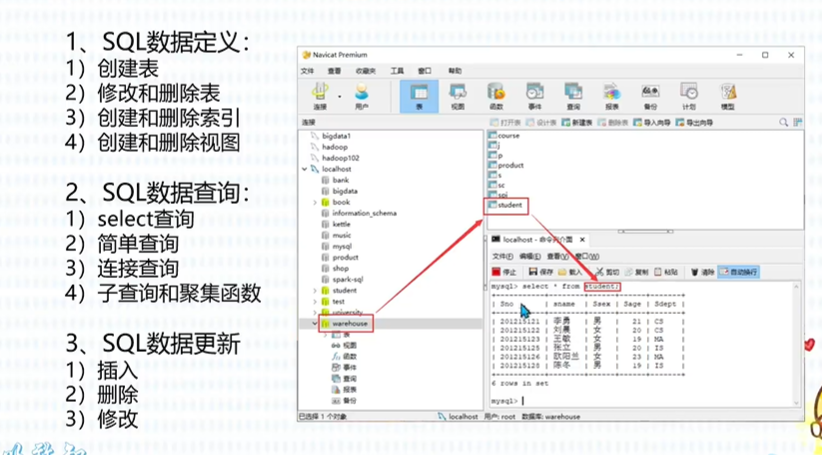 1、SQL数据定义：
1）创建表
2）修改和删除表
3）创建和删除索引
4）创建和删除视图
2、SQL数据查询：
1）select查询
2）简单查询
3）连接查询
4）子查询和聚集函数
3、SQL数据更新
1）插入
2）删除
3）修改
Navicat Premium
文件 查看 收藏夹 工具 窗口 帮助
连接 用户 表 视图 函数 事件 查询 报表 备份 计划 模型
连接
打开表 设计表 新建表 删除表 导入向导 导出向导
bigdata1
hadoop
hadoop102
localhost
bank
bigdata
book
information_schema
kettle
music
mysql
product
shop
spark-sql
student
test
university
warehouse
表
视图
函数
事件
查询
报表
备份
course
j
p
product
s
sc
spj
student
localhost - 命令列介面
文件(F) 编辑(E) 查看(V) 窗口(W)
停止 保存 载入 剪切 复制 粘贴 清除 自动换行
mysql> select * from student;
| Sno | sname | Ssex | Sage | Sdept |
| 201215121 | 李勇 | 男 | 21 | CS |
| 201215122 | 刘晨 | 女 | 20 | CS |
| 201215123 | 王敏 | 女 | 19 | MA |
| 201215125 | 张立 | 男 | 20 | IS |
| 201215126 | 欧阳兰 | 女 | 23 | MA |
| 201215128 | 陈冬 | 男 | 19 | IS |
6 rows in set
mysql>
已选择 1 个对象
localhost 用户: root 数据库: warehouse